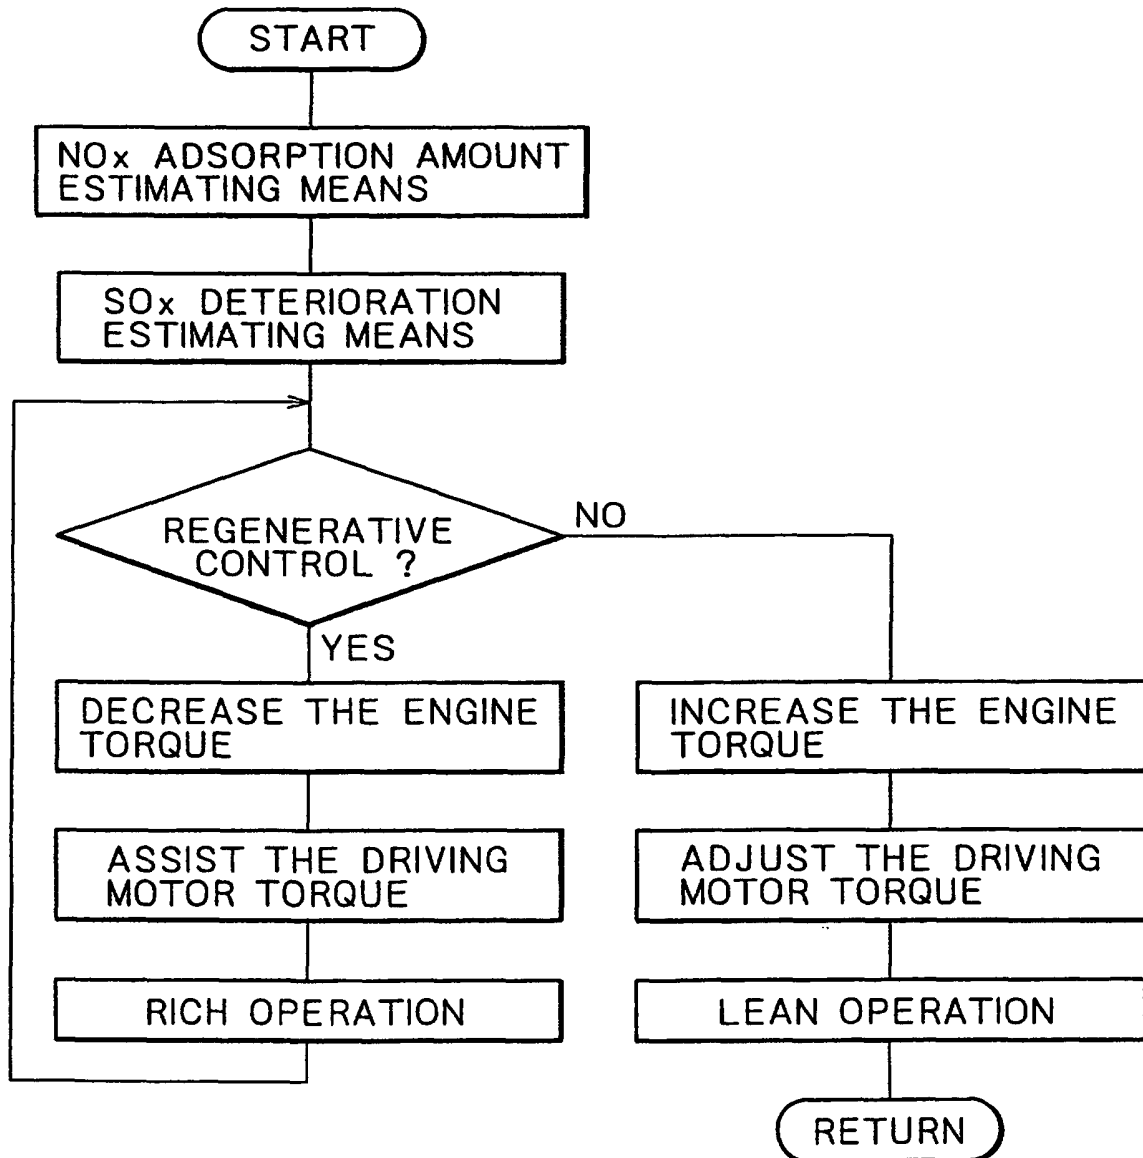 START
NOx ADSORPTION AMOUNT
ESTIMATING MEANS
SOx DETERIORATION
ESTIMATING MEANS
REGENERATIVE
CONTROL ?
NO
YES
DECREASE THE ENGINE
TORQUE
INCREASE THE ENGINE
TORQUE
ASSIST THE DRIVING
MOTOR TORQUE
ADJUST THE DRIVING
MOTOR TORQUE
RICH OPERATION
LEAN OPERATION
RETURN